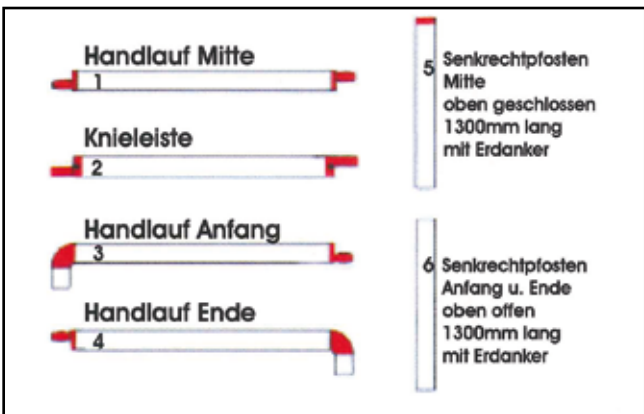 Handlauf Mitte
1
Knieleiste
2
Handlauf Anfang
3
Handlauf Ende
4
5 Senkrechtpfosten
Mitte
oben geschlossen
1300mm lang
mit Erdanker
6 Senkrechtpfosten
Anfang u. Ende
oben offen
1300mm lang
mit Erdanker